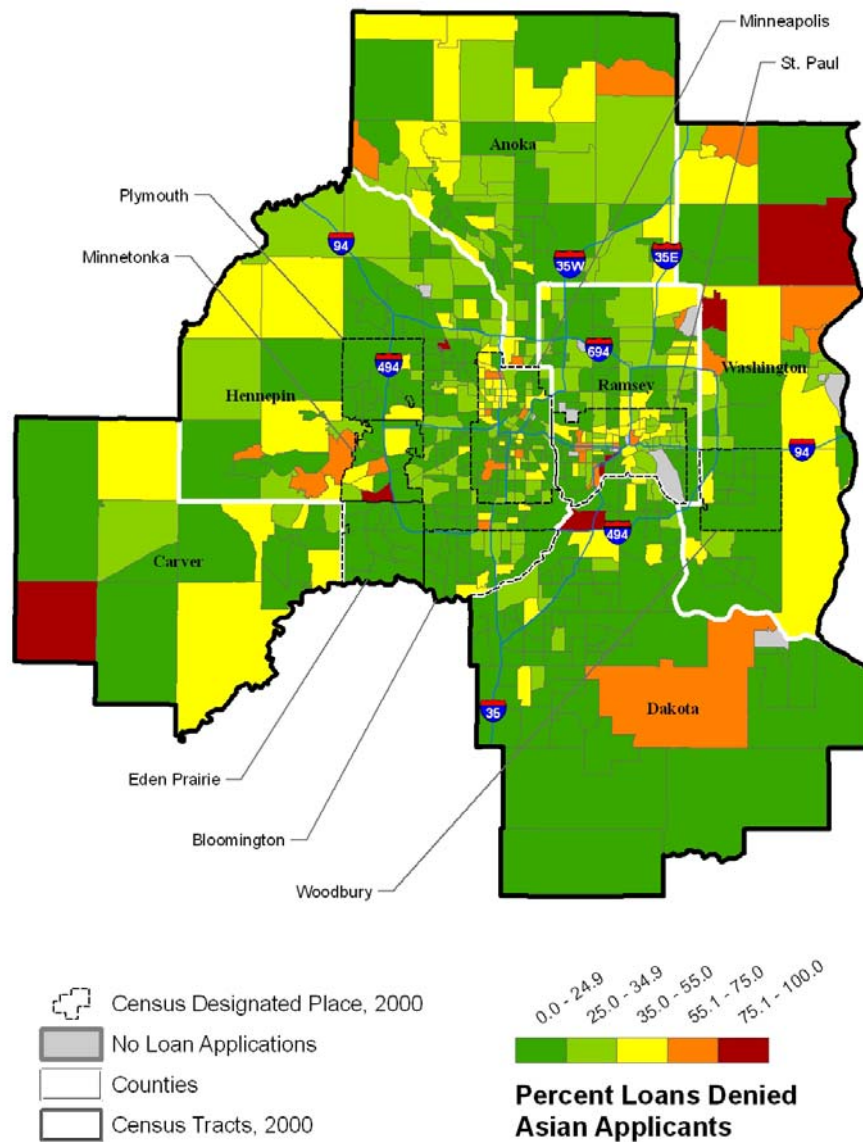 Minneapolis
St. Paul
Anoka
Plymouth
Minnetonka
94
35W
35E
694
494
Hennepin
Ramsey
Washington
94
494
Carver
35
Dakota
Eden Prairie
Bloomington
Woodbury
Census Designated Place, 2000
No Loan Applications
Counties
Census Tracts, 2000
0.0 - 24.9
25.0 - 34.9
35.0 - 55.0
55.1 - 75.0
75.1 - 100.0
Percent Loans Denied
Asian Applicants